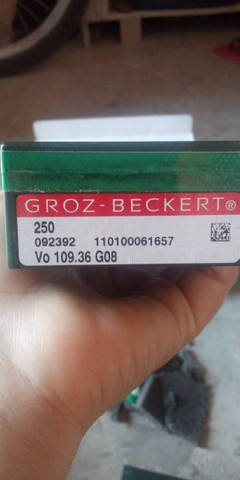 GROZ-BECKERT®
250
092392 110100061657
Vo 109.36 G08